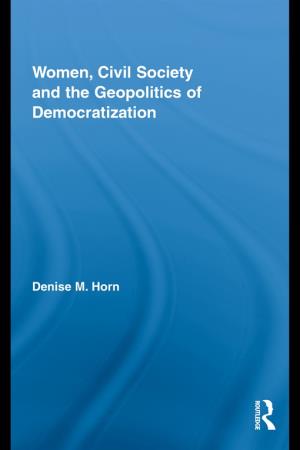 Women, Civil Society
and the Geopolitics of
Democratization
Denise M. Horn
ROUTLEDGE